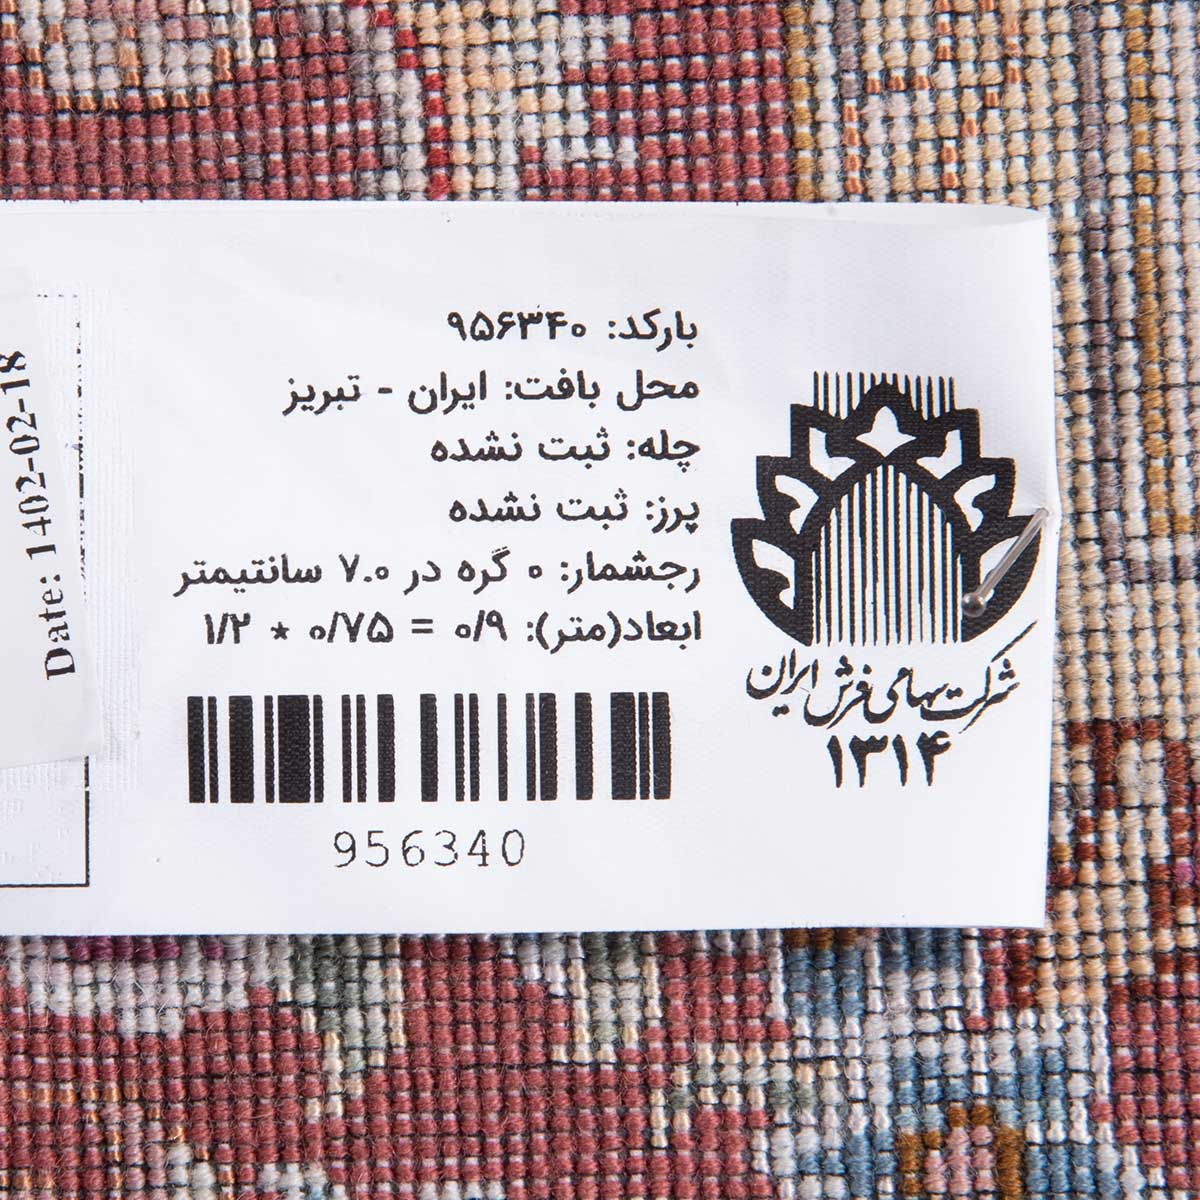 بارکد: ۹۵۶۳۴۰
محل بافت: ایران - تبریز
چله: ثبت نشده
پرز: ثبت نشده
رجشمار: ۰ گره در ۷.۰ سانتیمتر
ابعاد(متر): ۰/۹ = ۰/۷۵ * ۱/۲
956340
شرکت سهامی فرش ایران
۱۳۱۴
Date: 1402-02-18